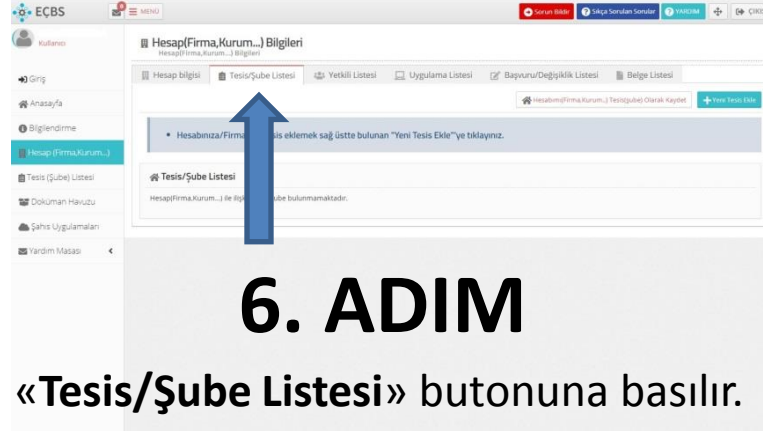 EÇBS
MENÜ
Sorun Bildir
Sıkça Sorulan Sorular
YARDIM
ÇIKIŞ
Kullanıcı
Hesap(Firma,Kurum...) Bilgileri
Hesap(Firma,Kurum...) Bilgileri
Hesap bilgisi
Tesis/Şube Listesi
Yetkili Listesi
Uygulama Listesi
Başvuru/Değişiklik Listesi
Belge Listesi
Hesabımı(Firma,Kurum..) Tesis(şube) Olarak Kaydet
Yeni Tesis Ekle
Giriş
Anasayfa
Bilgilendirme
Hesap (Firma,Kurum...)
Tesis (Şube) Listesi
Doküman Havuzu
Şahıs Uygulamaları
Yardım Masası
• Hesabınıza/Firma eklemek sağ üstte bulunan "Yeni Tesis Ekle"'ye tıklayınız.
Tesis/Şube Listesi
Hesap(Firma,Kurum...) ile bulunmamaktadır.
6. ADIM
«Tesis/Şube Listesi» butonuna basılır.